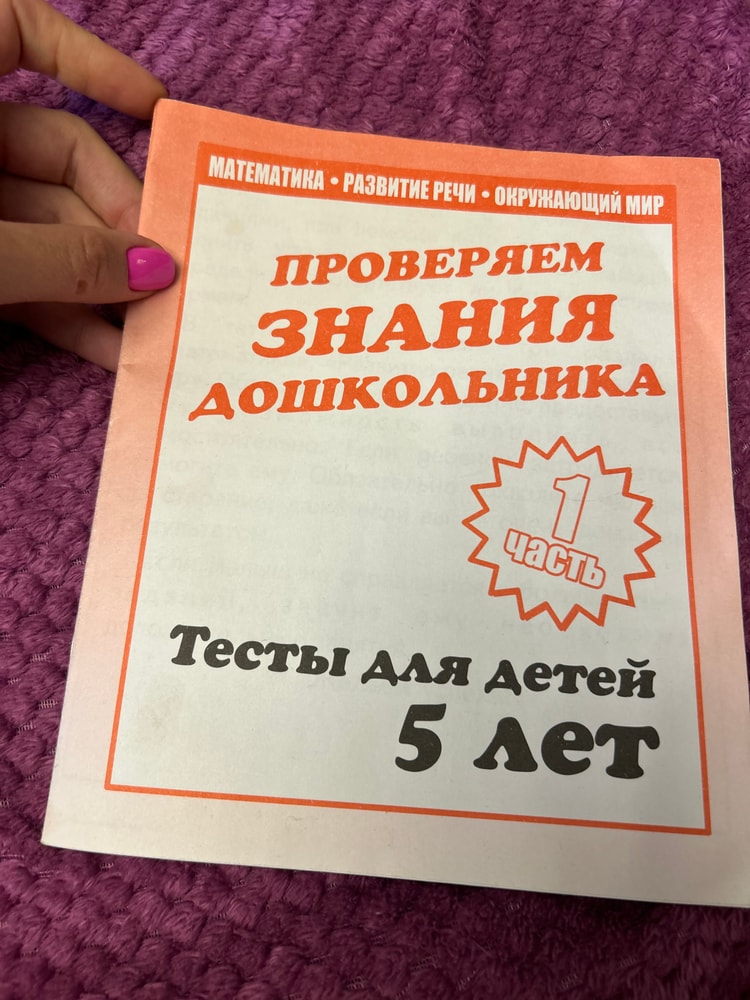 МАТЕМАТИКА • РАЗВИТИЕ РЕЧИ • ОКРУЖАЮЩИЙ МИР
ПРОВЕРЯЕМ
ЗНАНИЯ
ДОШКОЛЬНИКА
1
часть
Тесты для детей
5 лет